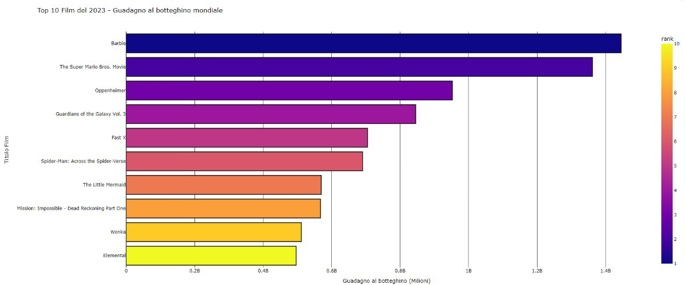 Top 10 Film del 2023 - Guadagno al botteghino mondiale
rank
Barbie
The Super Mario Bros. Movie
Oppenheimer
Guardians of the Galaxy Vol. 3
Fast X
Spider-Man: Across the Spider-Verse
The Little Mermaid
Mission: Impossible - Dead Reckoning Part One
Wonka
Elemental
Titolo Film
0 0.2B 0.4B 0.6B 0.8B 1B 1.2B 1.4B
Guadagno al botteghino (Milioni)
10
9
8
7
6
5
4
3
2
1